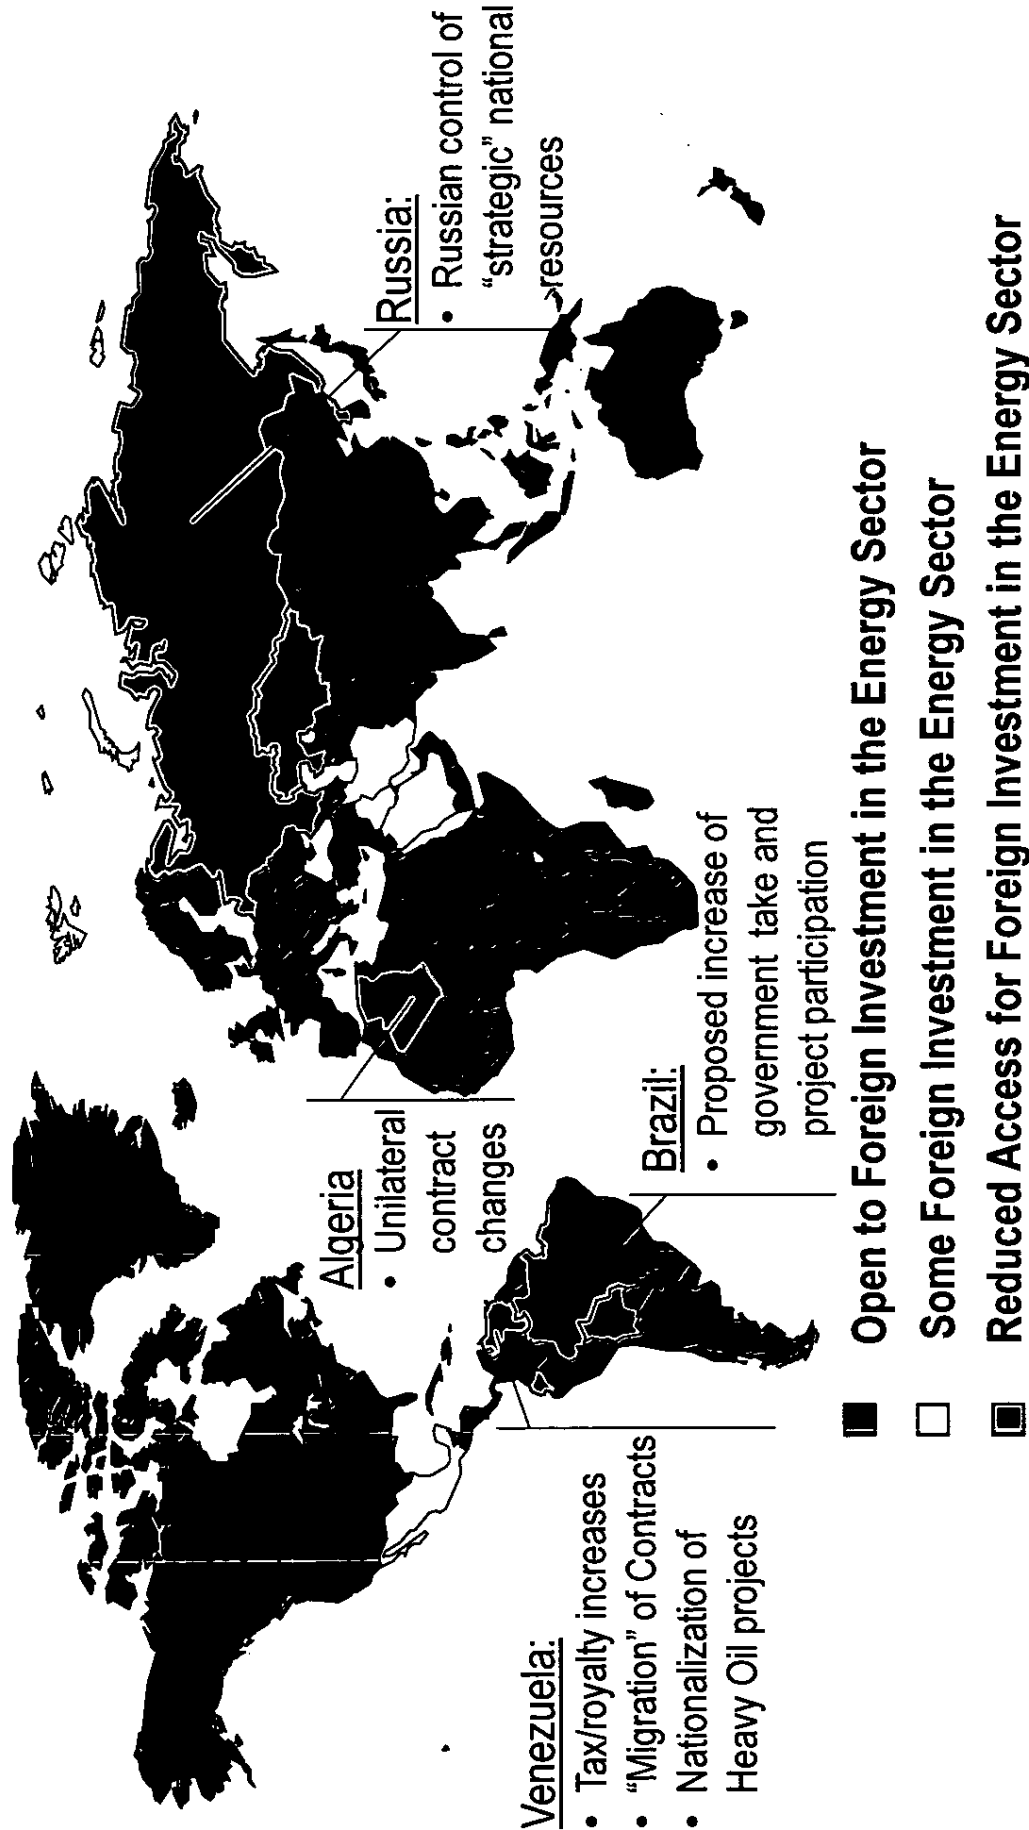 Venezuela:
• Tax/royalty increases
• “Migration” of Contracts
• Nationalization of
Heavy Oil projects
Algeria
• Unilateral
contract
changes
Brazil:
• Proposed increase of
government take and
project participation
Russia:
• Russian control of
“strategic” national
resources
Open to Foreign Investment in the Energy Sector
Some Foreign Investment in the Energy Sector
Reduced Access for Foreign Investment in the Energy Sector